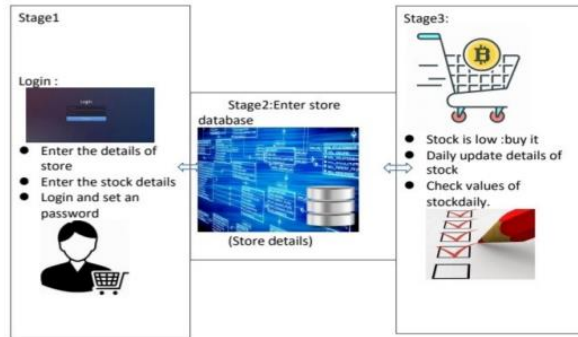 Stage1
Login :
Login
● Enter the details of
store
● Enter the stock details
● Login and set an
password
Stage2:Enter store
database
(Store details)
Stage3:
● Stock is low :buy it
● Daily update details of
stock
● Check values of
stockdaily.